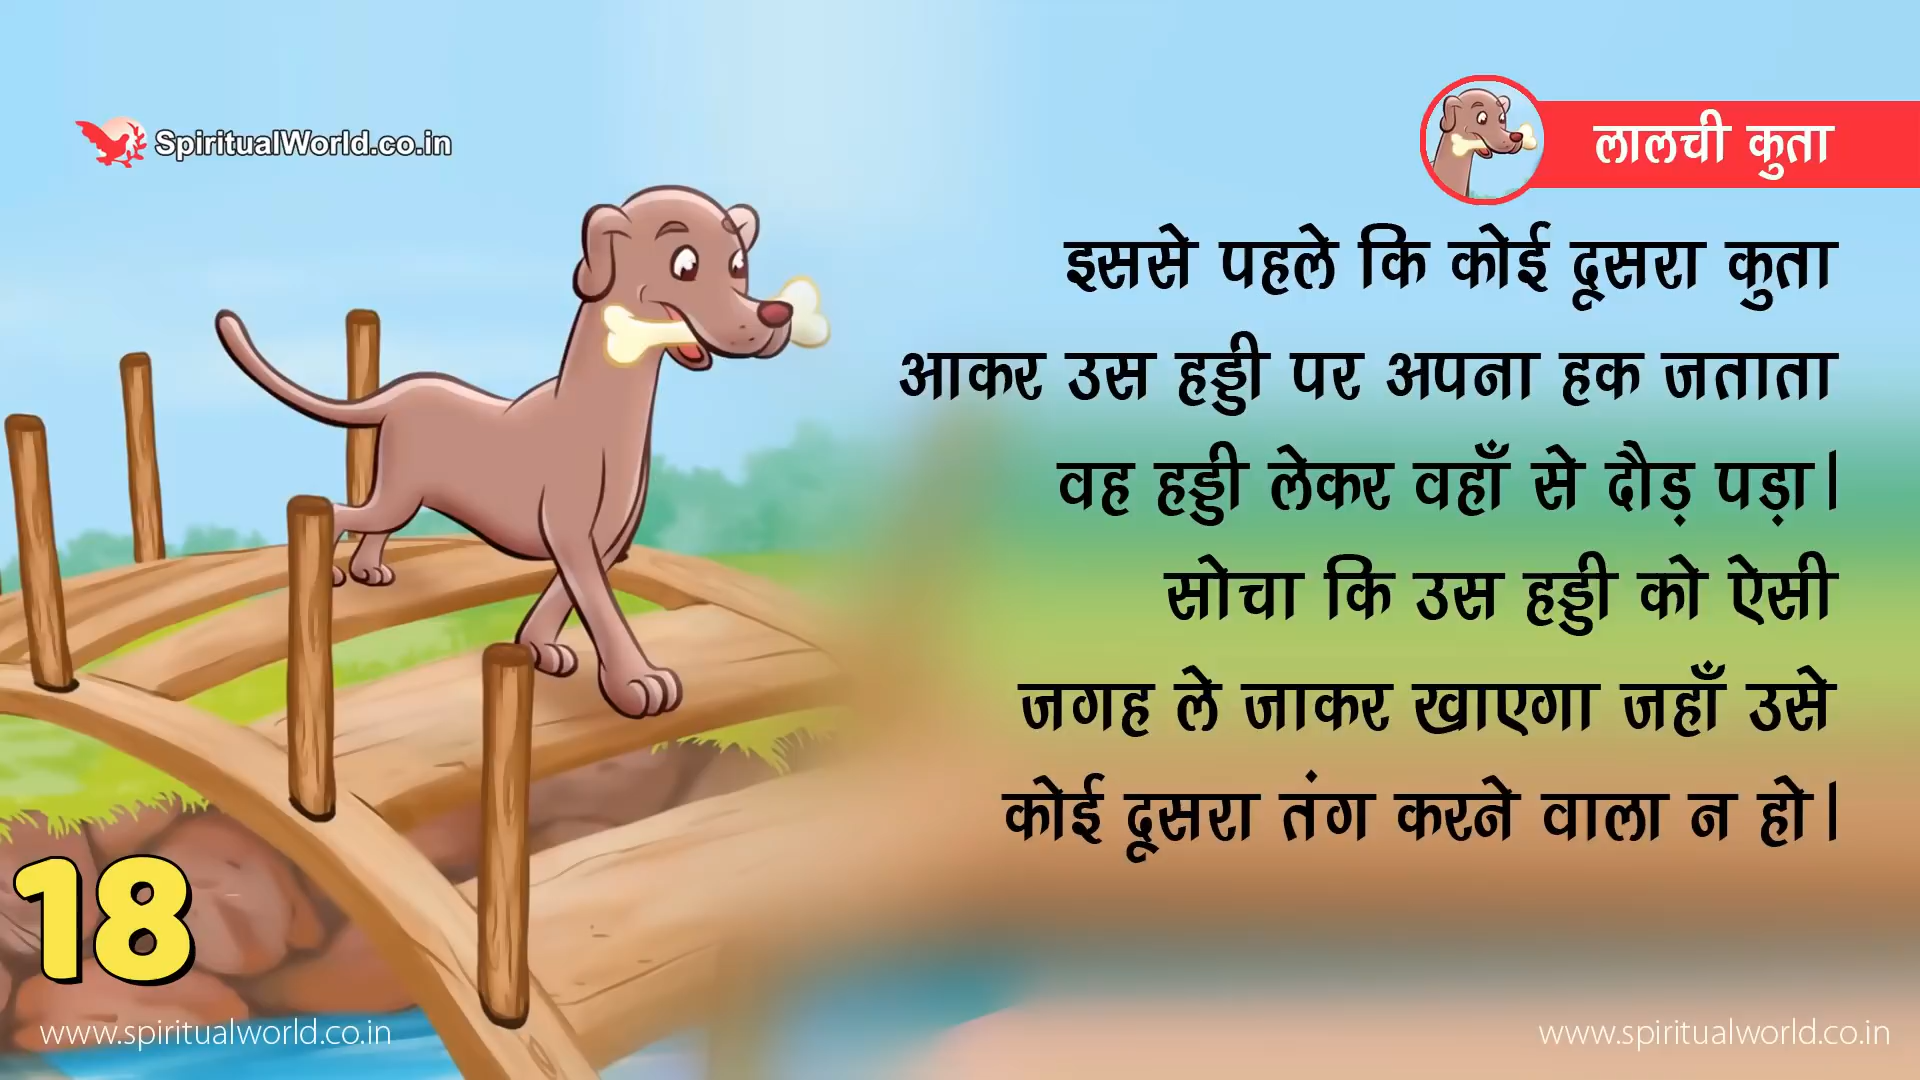 SpiritualWorld.co.in
लालची कुता
इससे पहले कि कोई दूसरा कुता
आकर उस हड्डी पर अपना हक जताता
वह हड्डी लेकर वहाँ से दौड़ पड़ा।
सोचा कि उस हड्डी को ऐसी
जगह ले जाकर खाएगा जहाँ उसे
कोई दूसरा तंग करने वाला न हो।
18
www.spiritualworld.co.in
www.spiritualworld.co.in